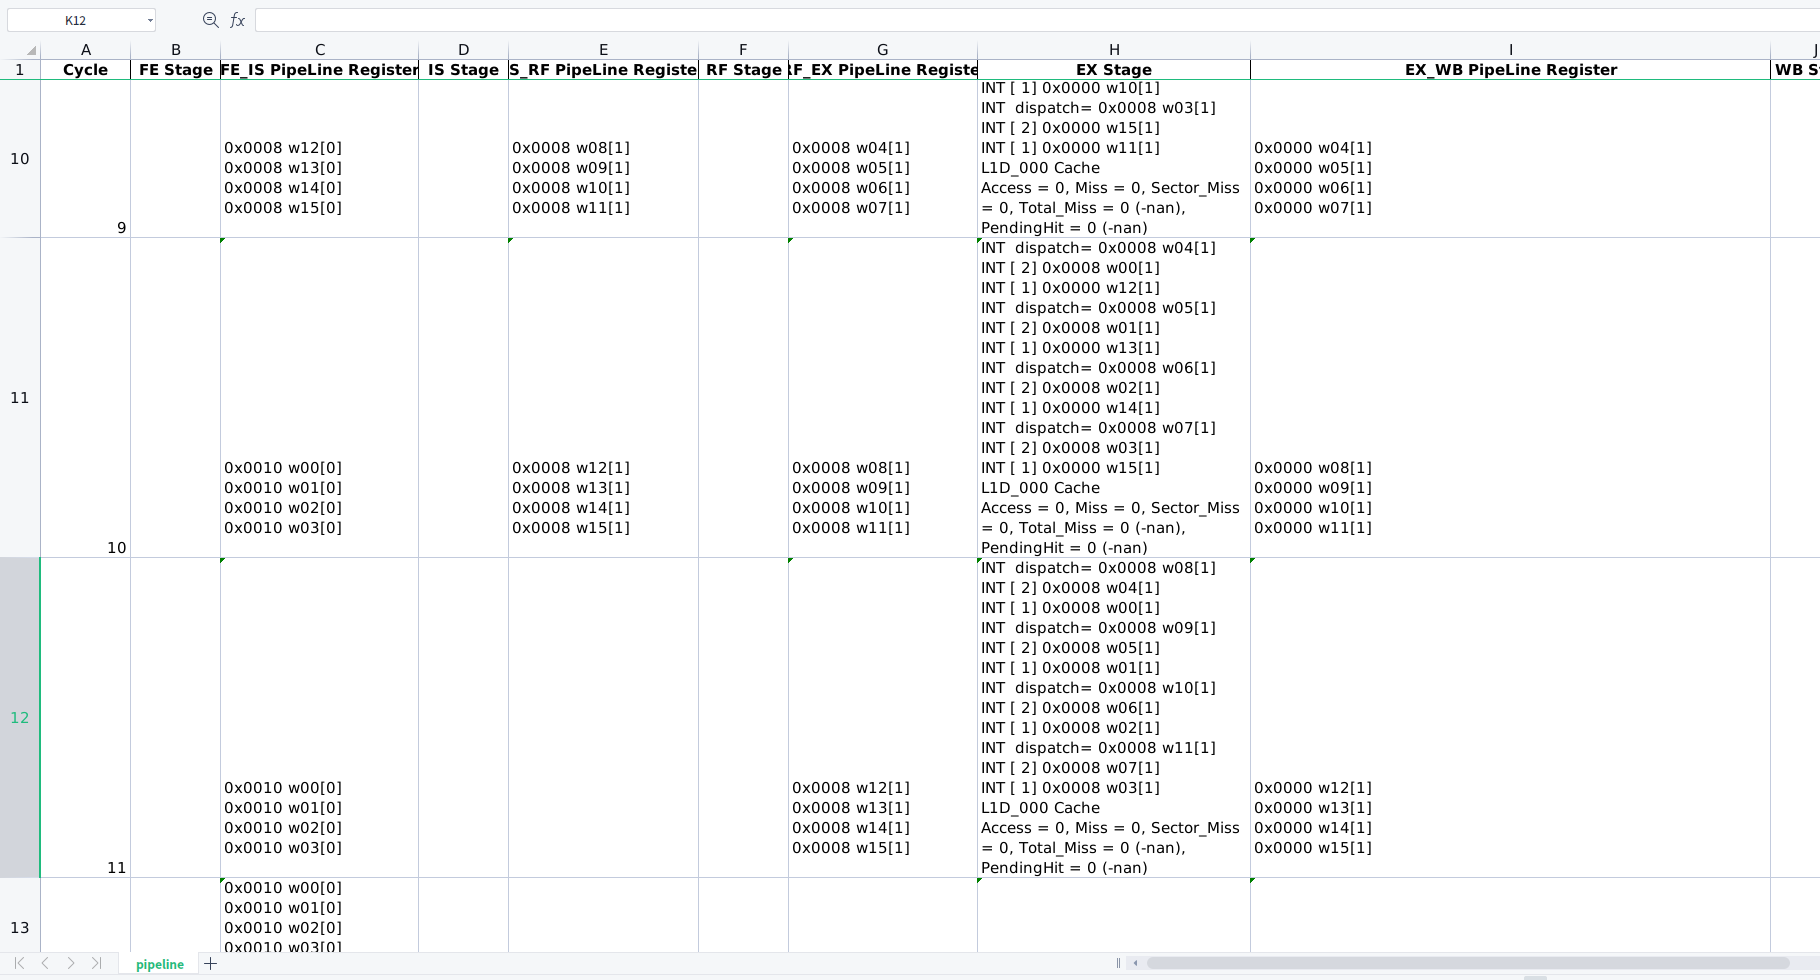 K12
fx
A B C D E F G H I J
1 Cycle FE Stage FE_IS PipeLine Register IS Stage S_RF PipeLine Registe RF Stage RF_EX PipeLine Registe EX Stage EX_WB PipeLine Register WB S
10
9
0x0008 w12[0]
0x0008 w13[0]
0x0008 w14[0]
0x0008 w15[0]
0x0008 w08[1]
0x0008 w09[1]
0x0008 w10[1]
0x0008 w11[1]
0x0008 w04[1]
0x0008 w05[1]
0x0008 w06[1]
0x0008 w07[1]
INT [ 1] 0x0000 w10[1]
INT  dispatch= 0x0008 w03[1]
INT [ 2] 0x0000 w15[1]
INT [ 1] 0x0000 w11[1]
L1D_000 Cache
Access = 0, Miss = 0, Sector_Miss
= 0, Total_Miss = 0 (-nan),
PendingHit = 0 (-nan)
0x0000 w04[1]
0x0000 w05[1]
0x0000 w06[1]
0x0000 w07[1]
11
10
0x0010 w00[0]
0x0010 w01[0]
0x0010 w02[0]
0x0010 w03[0]
0x0008 w12[1]
0x0008 w13[1]
0x0008 w14[1]
0x0008 w15[1]
0x0008 w08[1]
0x0008 w09[1]
0x0008 w10[1]
0x0008 w11[1]
INT  dispatch= 0x0008 w04[1]
INT [ 2] 0x0008 w00[1]
INT [ 1] 0x0000 w12[1]
INT  dispatch= 0x0008 w05[1]
INT [ 2] 0x0008 w01[1]
INT [ 1] 0x0000 w13[1]
INT  dispatch= 0x0008 w06[1]
INT [ 2] 0x0008 w02[1]
INT [ 1] 0x0000 w14[1]
INT  dispatch= 0x0008 w07[1]
INT [ 2] 0x0008 w03[1]
INT [ 1] 0x0000 w15[1]
L1D_000 Cache
Access = 0, Miss = 0, Sector_Miss
= 0, Total_Miss = 0 (-nan),
PendingHit = 0 (-nan)
0x0000 w08[1]
0x0000 w09[1]
0x0000 w10[1]
0x0000 w11[1]
12
11
0x0010 w00[0]
0x0010 w01[0]
0x0010 w02[0]
0x0010 w03[0]
0x0008 w12[1]
0x0008 w13[1]
0x0008 w14[1]
0x0008 w15[1]
INT  dispatch= 0x0008 w08[1]
INT [ 2] 0x0008 w04[1]
INT [ 1] 0x0008 w00[1]
INT  dispatch= 0x0008 w09[1]
INT [ 2] 0x0008 w05[1]
INT [ 1] 0x0008 w01[1]
INT  dispatch= 0x0008 w10[1]
INT [ 2] 0x0008 w06[1]
INT [ 1] 0x0008 w02[1]
INT  dispatch= 0x0008 w11[1]
INT [ 2] 0x0008 w07[1]
INT [ 1] 0x0008 w03[1]
L1D_000 Cache
Access = 0, Miss = 0, Sector_Miss
= 0, Total_Miss = 0 (-nan),
PendingHit = 0 (-nan)
0x0000 w12[1]
0x0000 w13[1]
0x0000 w14[1]
0x0000 w15[1]
13
0x0010 w00[0]
0x0010 w01[0]
0x0010 w02[0]
0x0010 w03[0]
pipeline